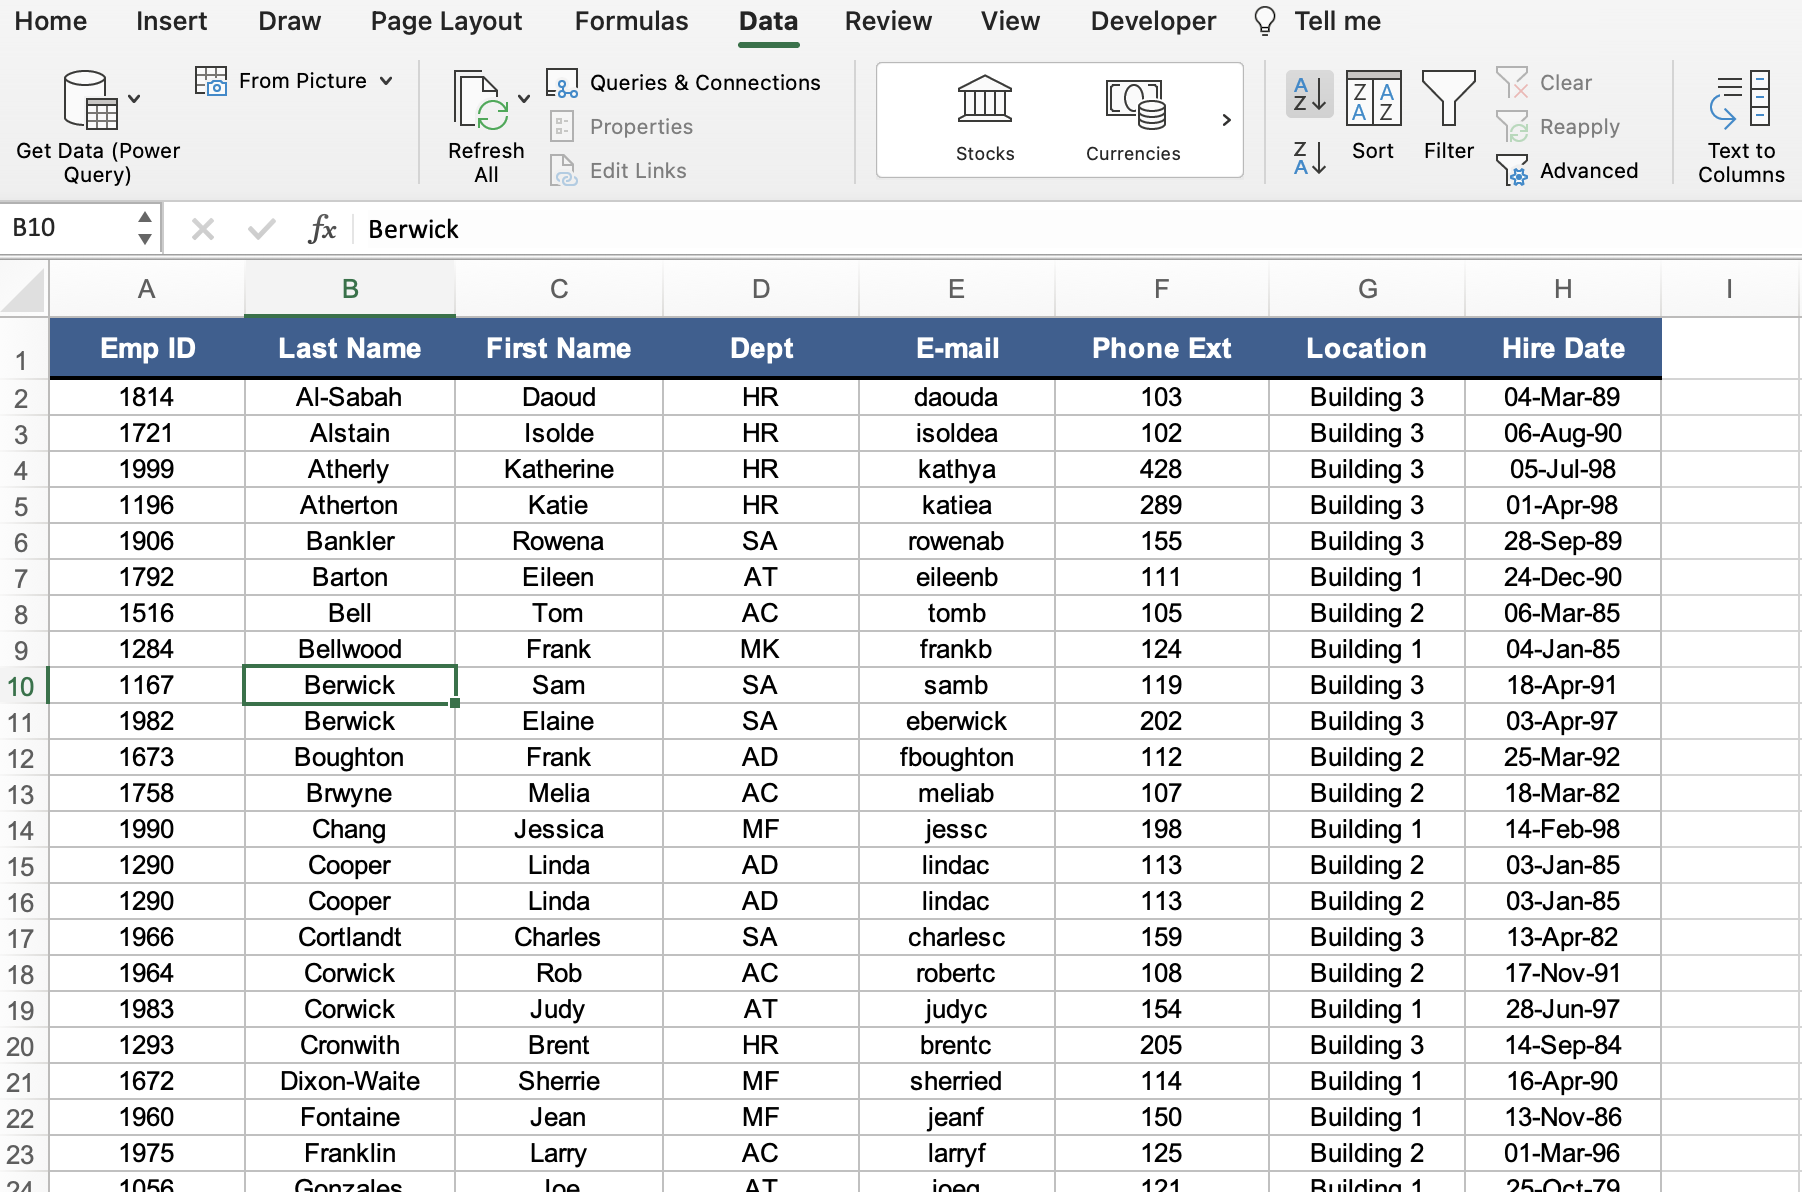 Home Insert Draw Page Layout Formulas Data Review View Developer Tell me
Get Data (Power Query)
From Picture
Refresh All
Queries & Connections
Properties
Edit Links
Stocks
Currencies
A Z
Z A
Z A A Z
Sort
Filter
Clear
Reapply
Advanced
Text to Columns
B10 fx Berwick
A B C D E F G H I
1 Emp ID Last Name First Name Dept E-mail Phone Ext Location Hire Date
2 1814 Al-Sabah Daoud HR daouda 103 Building 3 04-Mar-89
3 1721 Alstain Isolde HR isoldea 102 Building 3 06-Aug-90
4 1999 Atherly Katherine HR kathya 428 Building 3 05-Jul-98
5 1196 Atherton Katie HR katiea 289 Building 3 01-Apr-98
6 1906 Bankler Rowena SA rowenab 155 Building 3 28-Sep-89
7 1792 Barton Eileen AT eileenb 111 Building 1 24-Dec-90
8 1516 Bell Tom AC tomb 105 Building 2 06-Mar-85
9 1284 Bellwood Frank MK frankb 124 Building 1 04-Jan-85
10 1167 Berwick Sam SA samb 119 Building 3 18-Apr-91
11 1982 Berwick Elaine SA eberwick 202 Building 3 03-Apr-97
12 1673 Boughton Frank AD fboughton 112 Building 2 25-Mar-92
13 1758 Brwyne Melia AC meliab 107 Building 2 18-Mar-82
14 1990 Chang Jessica MF jessc 198 Building 1 14-Feb-98
15 1290 Cooper Linda AD lindac 113 Building 2 03-Jan-85
16 1290 Cooper Linda AD lindac 113 Building 2 03-Jan-85
17 1966 Cortlandt Charles SA charlesc 159 Building 3 13-Apr-82
18 1964 Corwick Rob AC robertc 108 Building 2 17-Nov-91
19 1983 Corwick Judy AT judyc 154 Building 1 28-Jun-97
20 1293 Cronwith Brent HR brentc 205 Building 3 14-Sep-84
21 1672 Dixon-Waite Sherrie MF sherried 114 Building 1 16-Apr-90
22 1960 Fontaine Jean MF jeanf 150 Building 1 13-Nov-86
23 1975 Franklin Larry AC larryf 125 Building 2 01-Mar-96
24 1056 Gonzales Joe AT joeg 121 Building 1 25-Oct-79